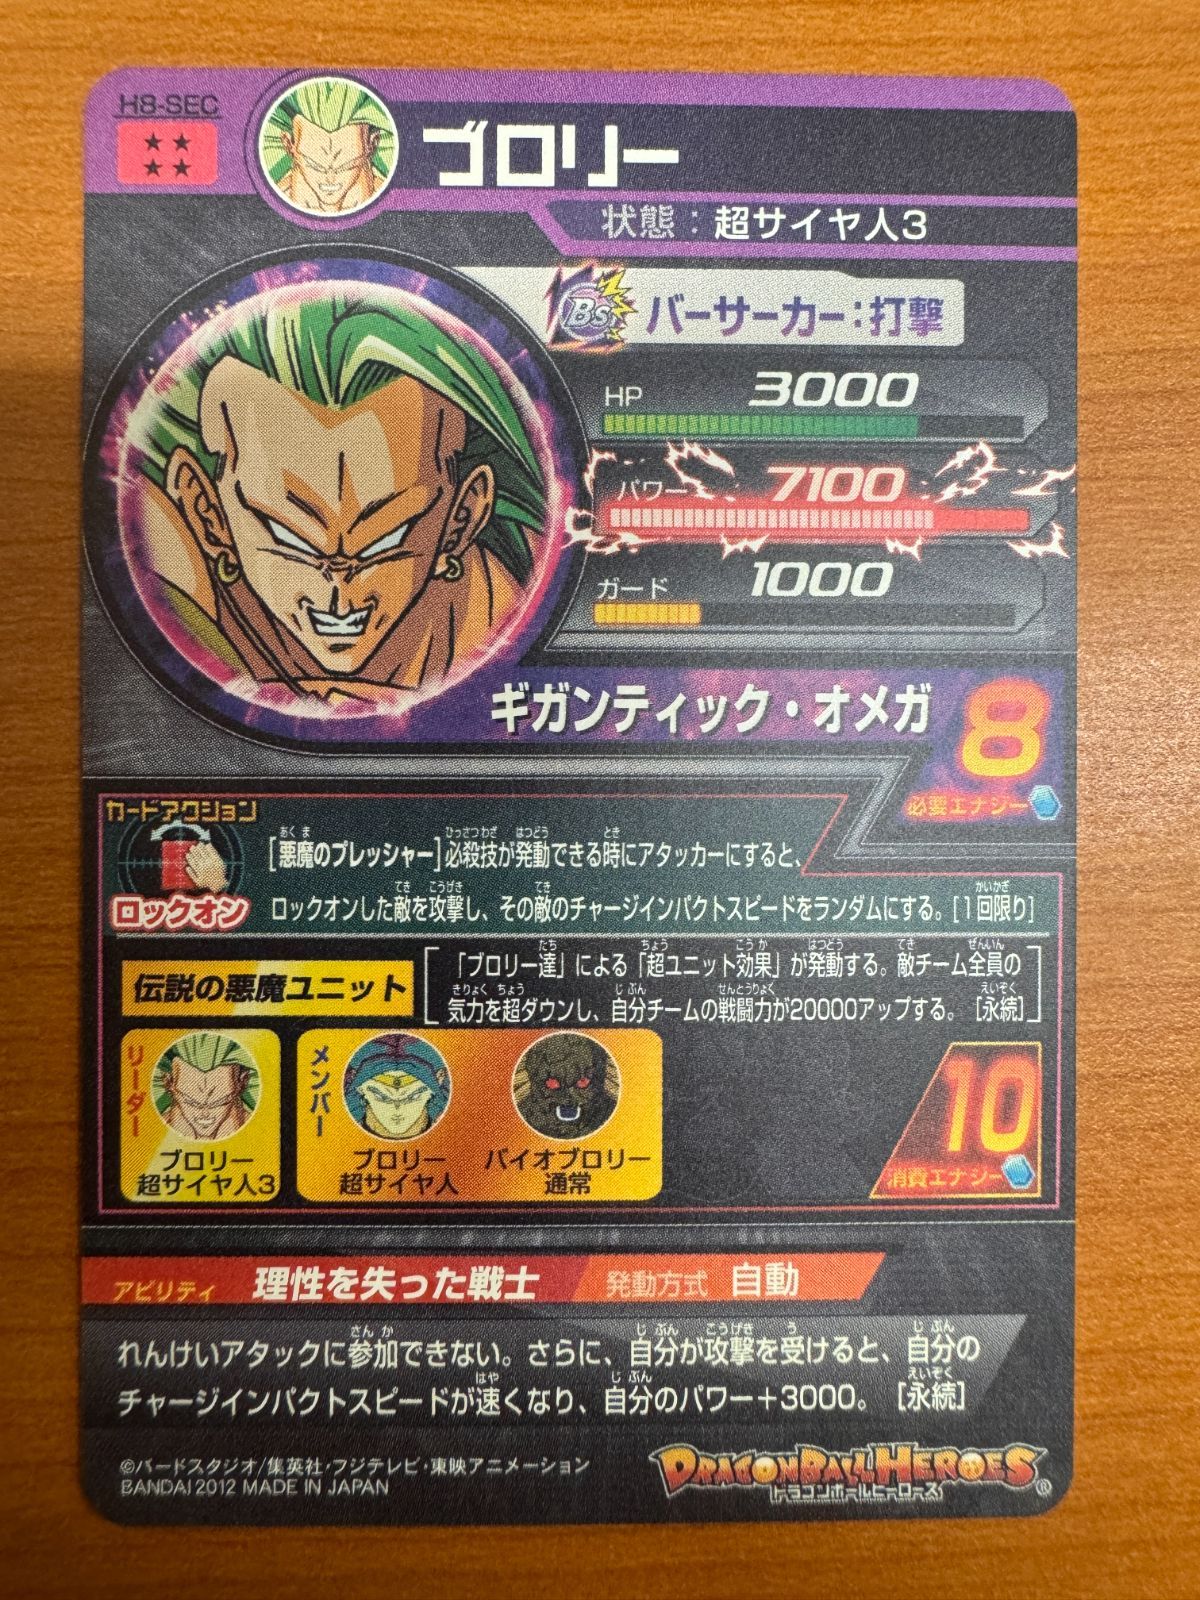 H8-SEC
★★
★★
ブロリー
状態：超サイヤ人3
Bs バーサーカー：打撃
HP 3000
パワー 7100
ガード 1000
ギガンティック・オメガ
8
必要エナジー
カードアクション
ロックオン
[悪魔のプレッシャー]必殺技が発動できる時にアタッカーにすると、
ロックオンした敵を攻撃し、その敵のチャージインパクトスピードをランダムにする。[1回限り]
伝説の悪魔ユニット
「ブロリー達」による「超ユニット効果」が発動する。敵チーム全員の
気力を超ダウンし、自分チームの戦闘力が20000アップする。[永続]
リーダー
ブロリー
超サイヤ人3
メンバー
ブロリー
超サイヤ人
バイオブロリー
通常
10
消費エナジー
アビリティ 理性を失った戦士 発動方式 自動
れんけいアタックに参加できない。さらに、自分が攻撃を受けると、自分の
チャージインパクトスピードが速くなり、自分のパワー+3000。[永続]
©バードスタジオ/集英社・フジテレビ・東映アニメーション
BANDAI 2012 MADE IN JAPAN
DRAGONBALL HEROES
ドラゴンボールヒーローズ
®